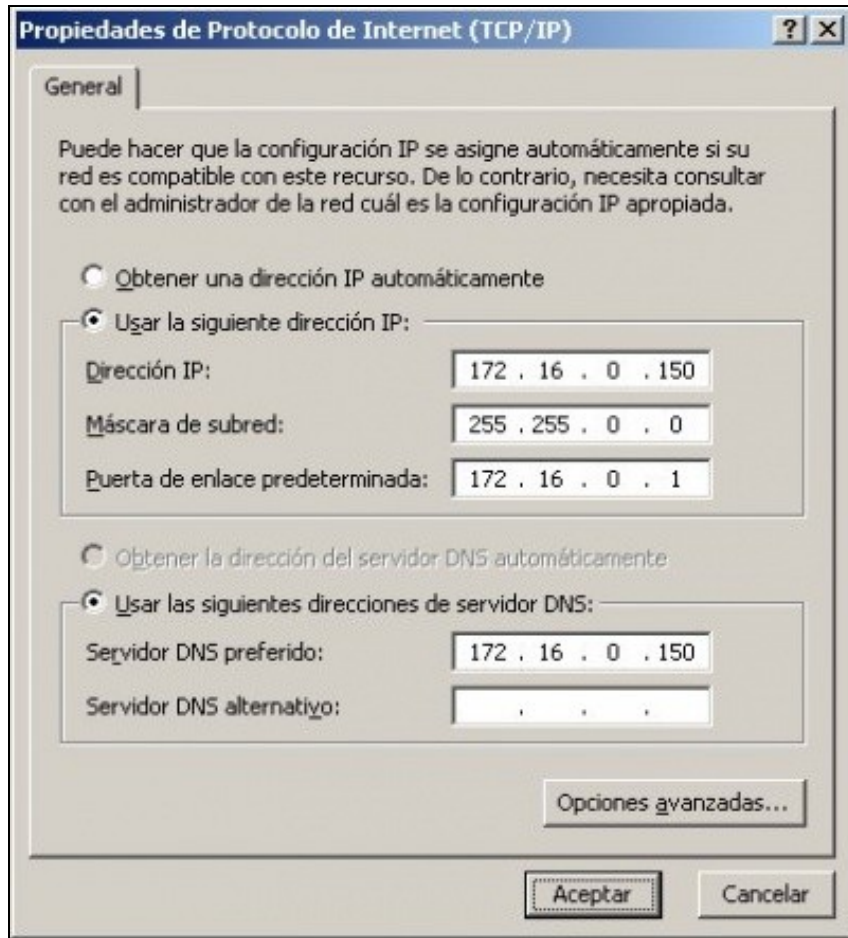 Propiedades de Protocolo de Internet (TCP/IP)
General
Puede hacer que la configuración IP se asigne automáticamente si su
red es compatible con este recurso. De lo contrario, necesita consultar
con el administrador de la red cuál es la configuración IP apropiada.
Obtener una dirección IP automáticamente
Usar la siguiente dirección IP:
Dirección IP: 172 . 16 . 0 . 150
Máscara de subred: 255 . 255 . 0 . 0
Puerta de enlace predeterminada: 172 . 16 . 0 . 1
Obtener la dirección del servidor DNS automáticamente
Usar las siguientes direcciones de servidor DNS:
Servidor DNS preferido: 172 . 16 . 0 . 150
Servidor DNS alternativo: . . .
Opciones avanzadas...
Aceptar Cancelar